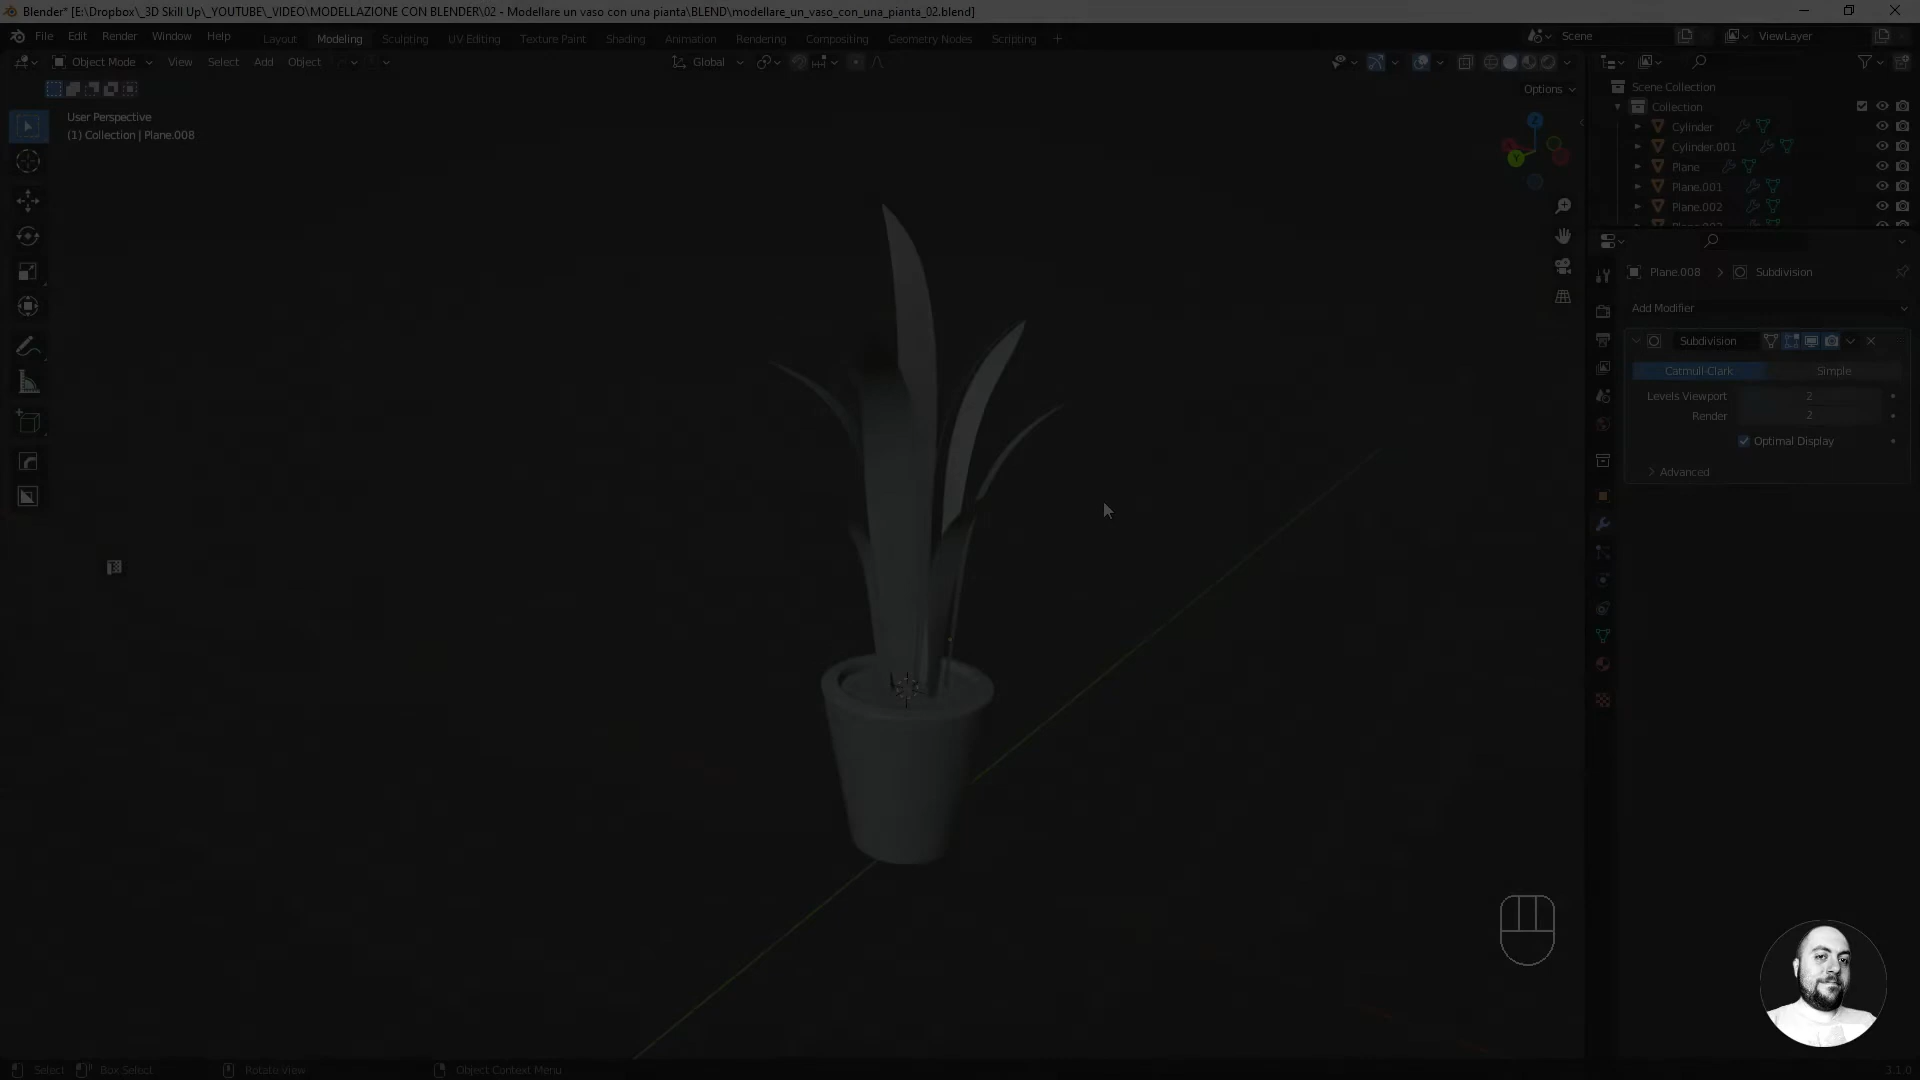 Blender* [E:\Dropbox\_3D Skill Up\_YOUTUBE\_VIDEO\MODELLAZIONE CON BLENDER\02 - Modellare un vaso con una pianta\BLEND\modellare_un_vaso_con_una_pianta_02.blend]
File Edit Render Window Help Layout Modeling Sculpting UV Editing Texture Paint Shading Animation Rendering Compositing Geometry Nodes Scripting + Scene ViewLayer
Object Mode View Select Add Object Global
Options
User Perspective
(1) Collection | Plane.008
Z
Y
Scene Collection
Collection
Cylinder
Cylinder.001
Plane
Plane.001
Plane.002
Plane.008 Subdivision
Add Modifier
Subdivision
Catmull-Clark Simple
Levels Viewport 2
Render 2
Optimal Display
Advanced
Select Box Select Rotate View Object Context Menu 3.1.0